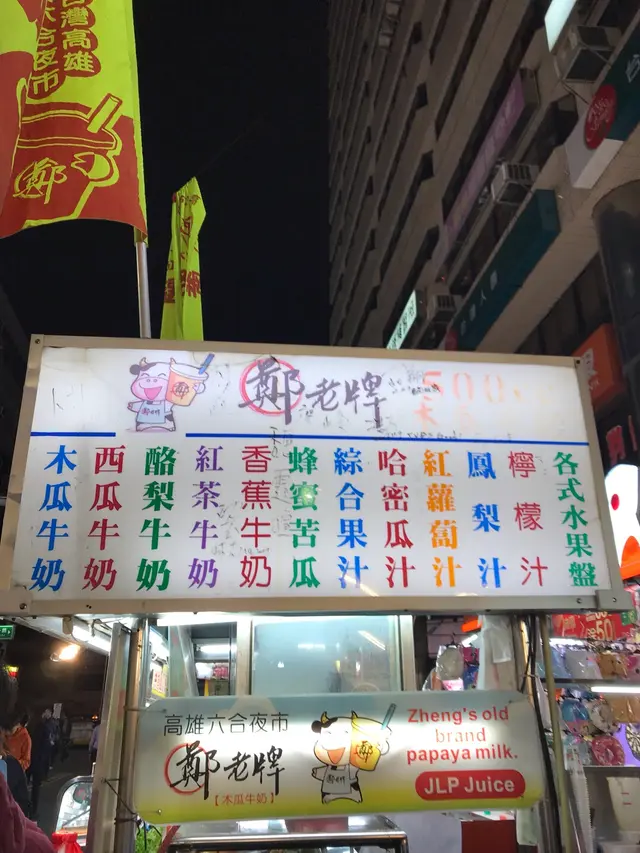 台灣高雄
六合夜市
鄭
鄭老牌
木瓜牛奶
西瓜牛奶
酪梨牛奶
紅茶牛奶
香蕉牛奶
蜂蜜苦瓜
綜合果汁
哈密瓜汁
紅蘿蔔汁
鳳梨汁
檸檬汁
各式水果盤
高雄六合夜市
鄭老牌
【木瓜牛奶】
Zheng's old
brand
papaya milk.
JLP Juice